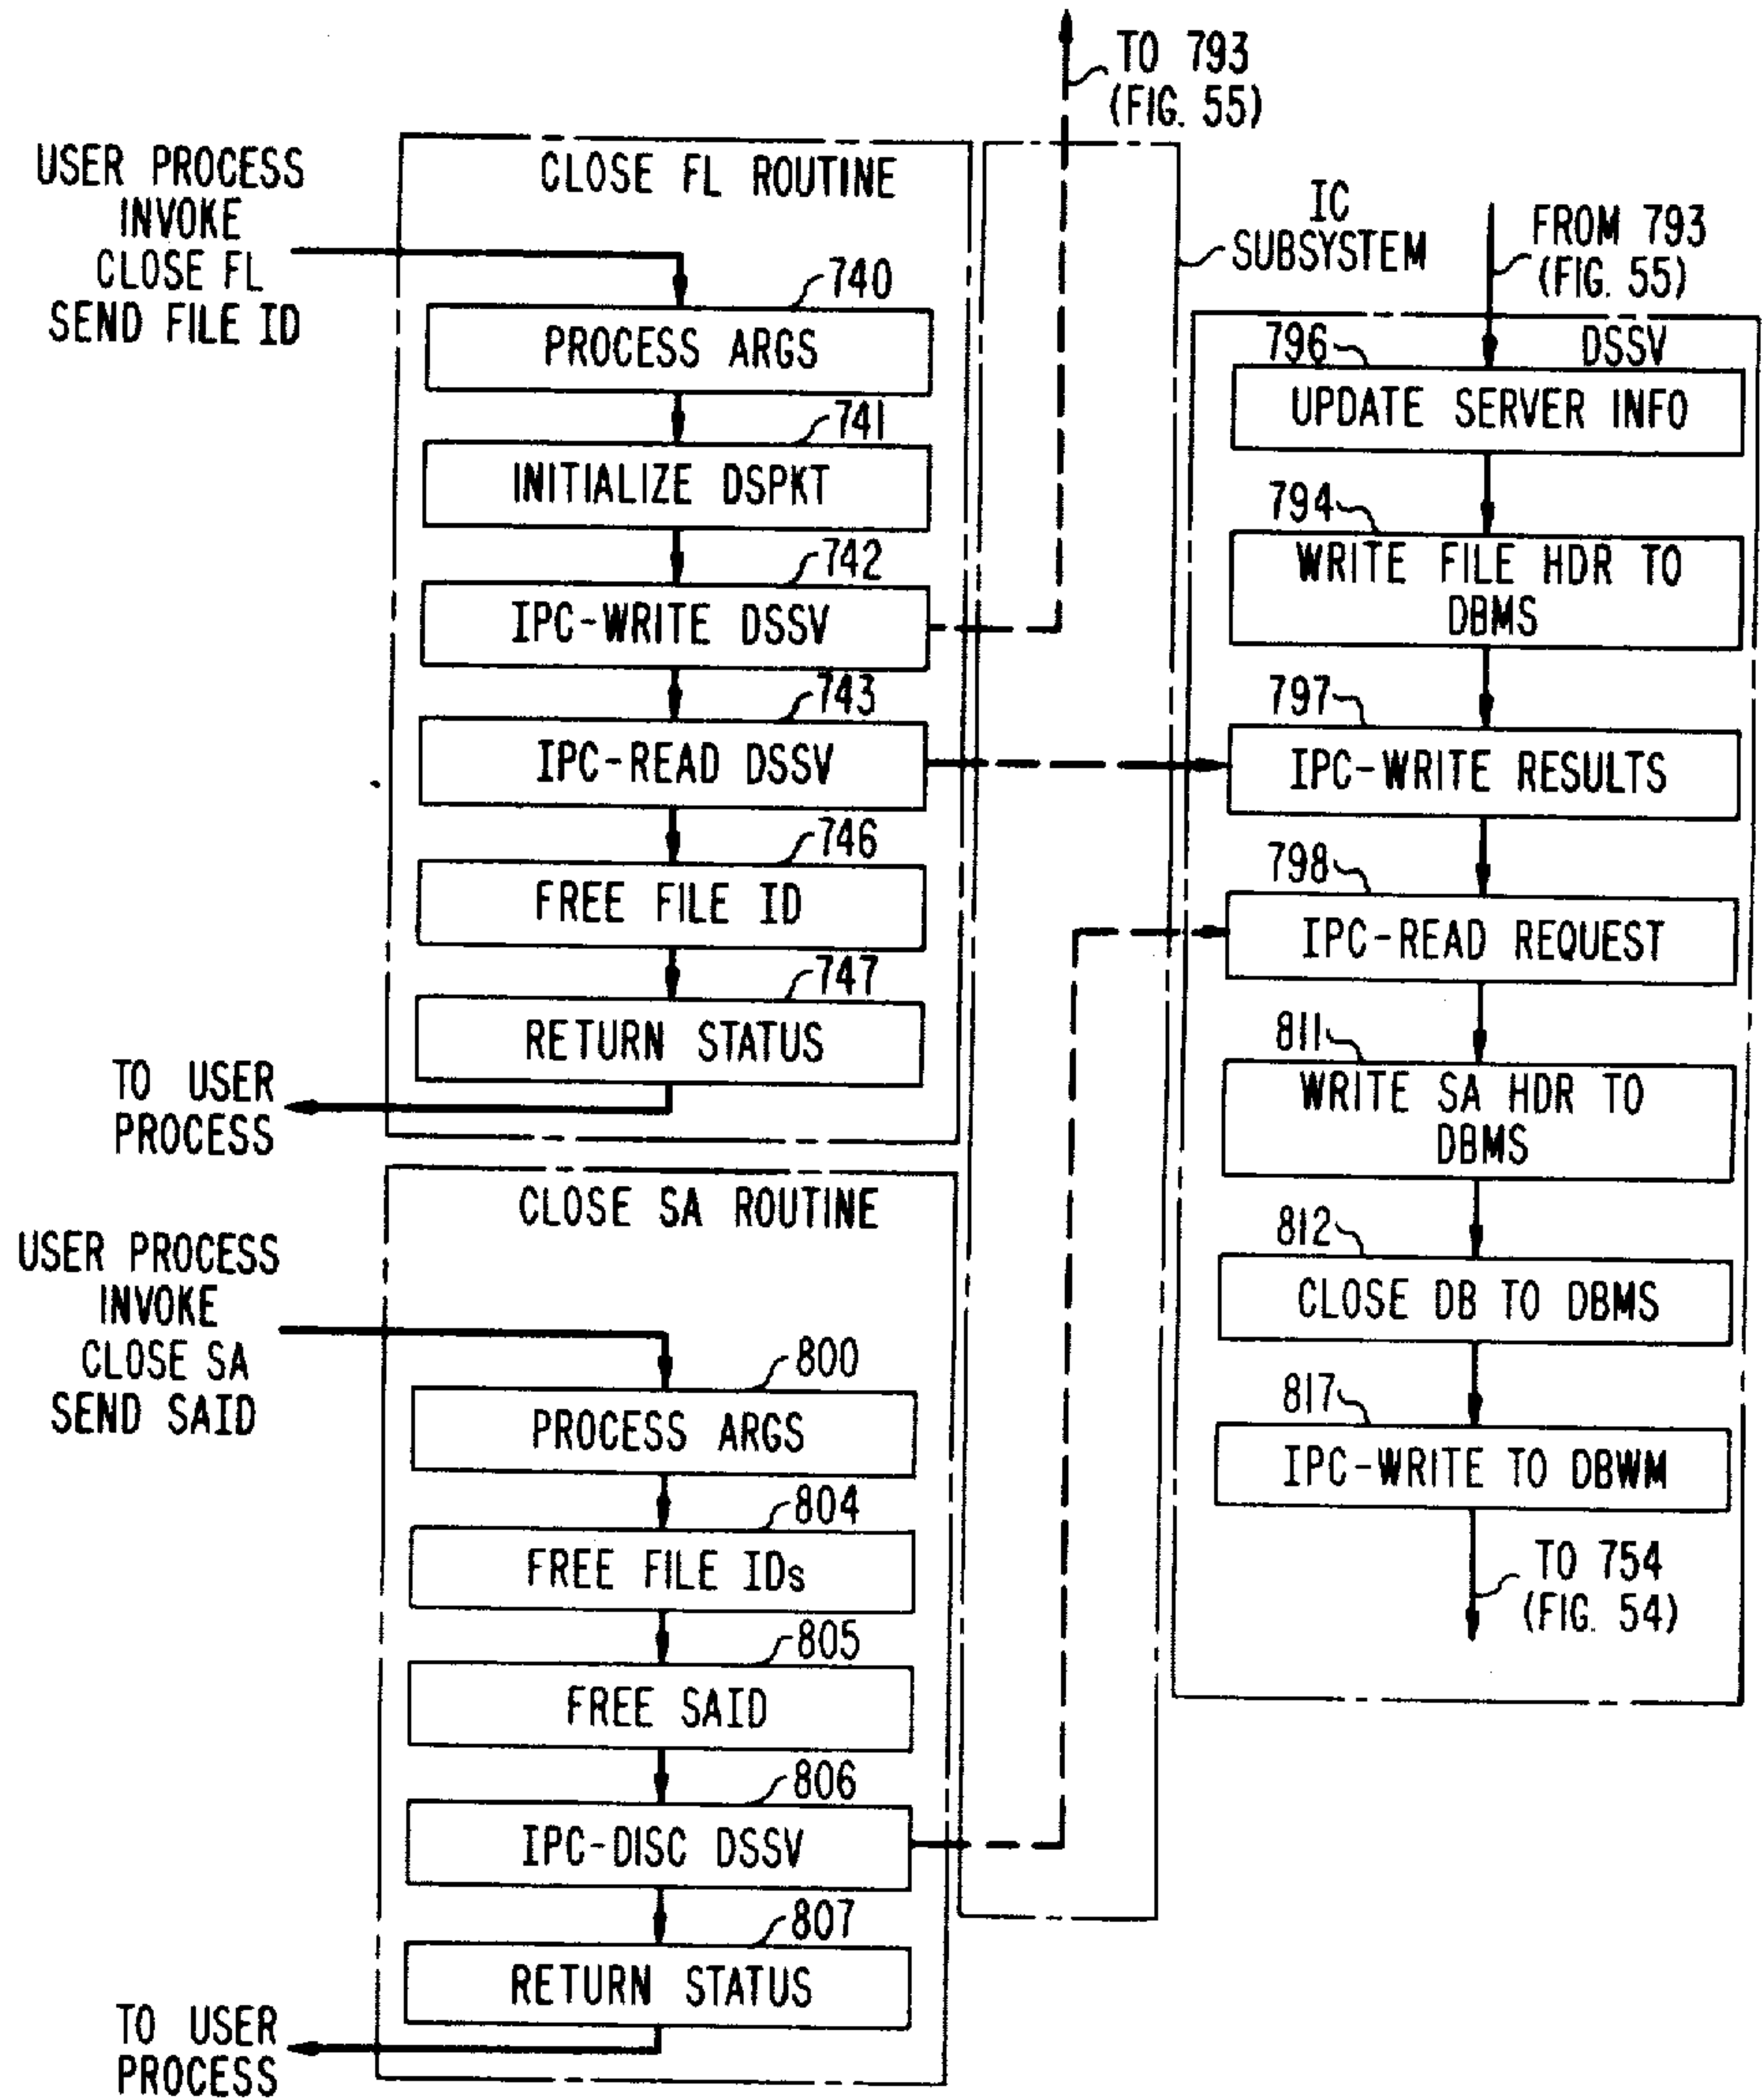 TO 793
(FIG. 55)
USER PROCESS
INVOKE
CLOSE FL
SEND FILE ID
CLOSE FL ROUTINE
740
PROCESS ARGS
741
INITIALIZE DSPKT
742
IPC-WRITE DSSV
743
IPC-READ DSSV
746
FREE FILE ID
747
RETURN STATUS
TO USER
PROCESS
IC
SUBSYSTEM
FROM 793
(FIG. 55)
DSSV
796
UPDATE SERVER INFO
794
WRITE FILE HDR TO
DBMS
797
IPC-WRITE RESULTS
798
IPC-READ REQUEST
811
WRITE SA HDR TO
DBMS
812
CLOSE DB TO DBMS
817
IPC-WRITE TO DBWM
TO 754
(FIG. 54)
CLOSE SA ROUTINE
USER PROCESS
INVOKE
CLOSE SA
SEND SAID
800
PROCESS ARGS
804
FREE FILE IDs
805
FREE SAID
806
IPC-DISC DSSV
807
RETURN STATUS
TO USER
PROCESS